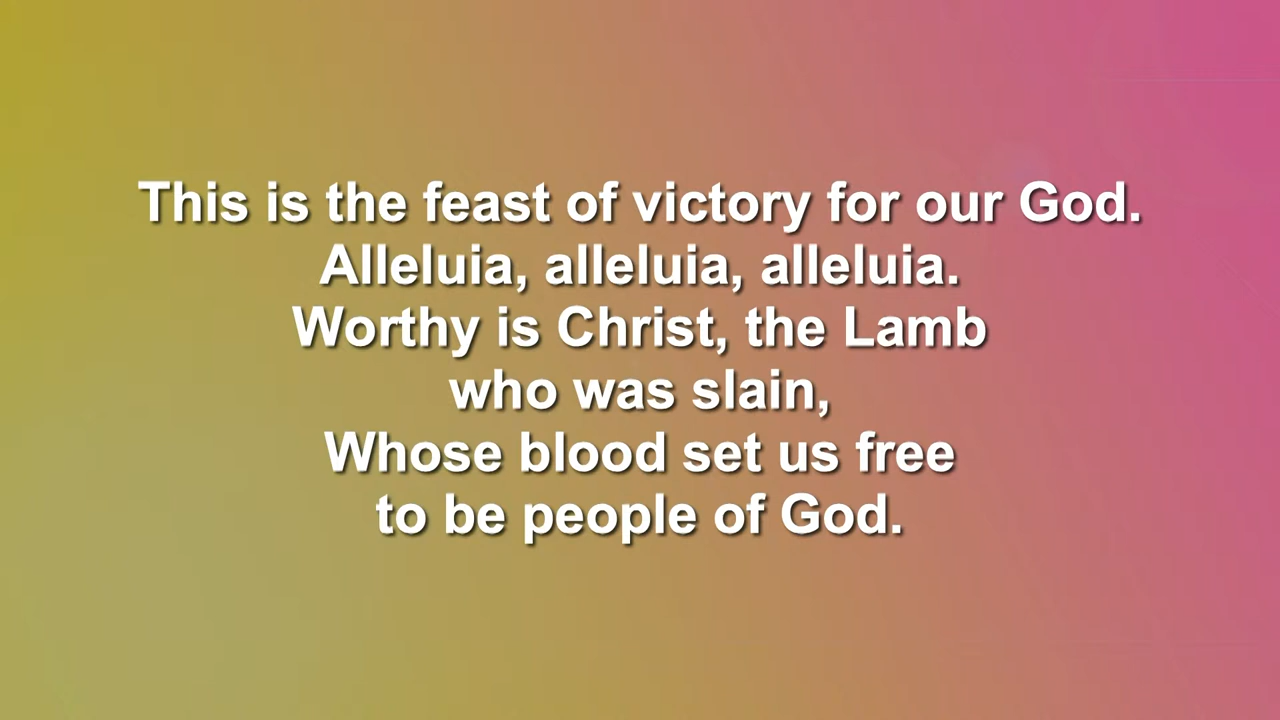 This is the feast of victory for our God.
Alleluia, alleluia, alleluia.
Worthy is Christ, the Lamb
who was slain,
Whose blood set us free
to be people of God.